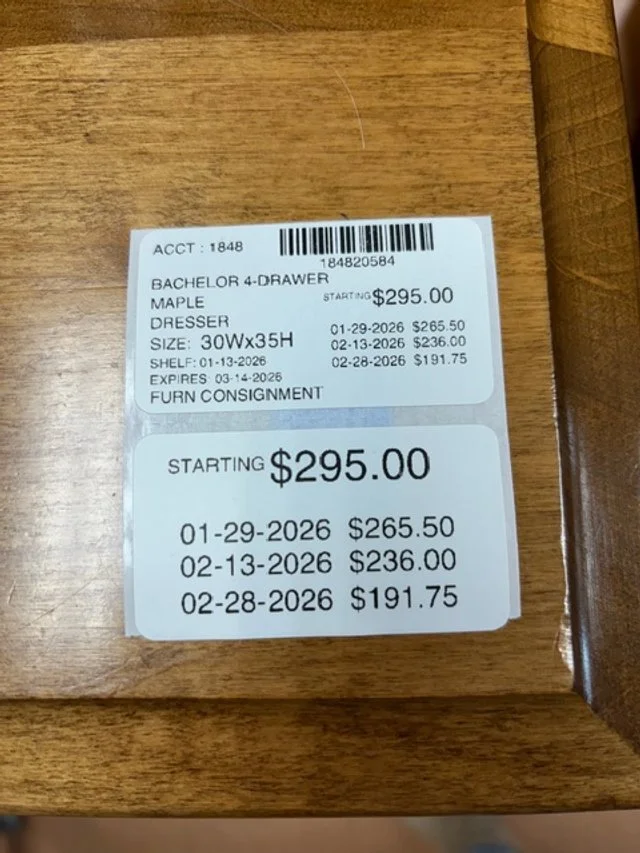 ACCT : 1848
184820584
BACHELOR 4-DRAWER
MAPLE
DRESSER
SIZE: 30Wx35H
SHELF: 01-13-2026
EXPIRES: 03-14-2026
FURN CONSIGNMENT
STARTING $295.00
01-29-2026 $265.50
02-13-2026 $236.00
02-28-2026 $191.75
STARTING $295.00
01-29-2026 $265.50
02-13-2026 $236.00
02-28-2026 $191.75